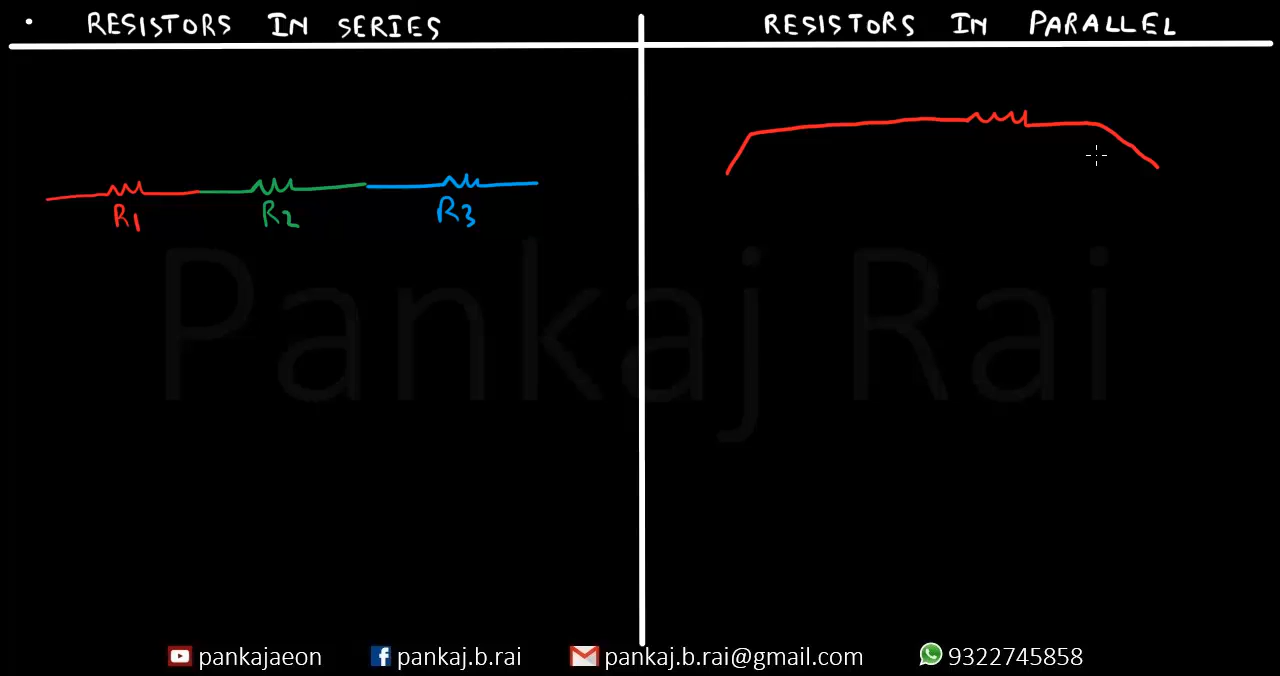 • RESISTORS IN SERIES
RESISTORS IN PARALLEL
R1
R2
R3
Pankaj Rai
pankajaeon
pankaj.b.rai
pankaj.b.rai@gmail.com
9322745858